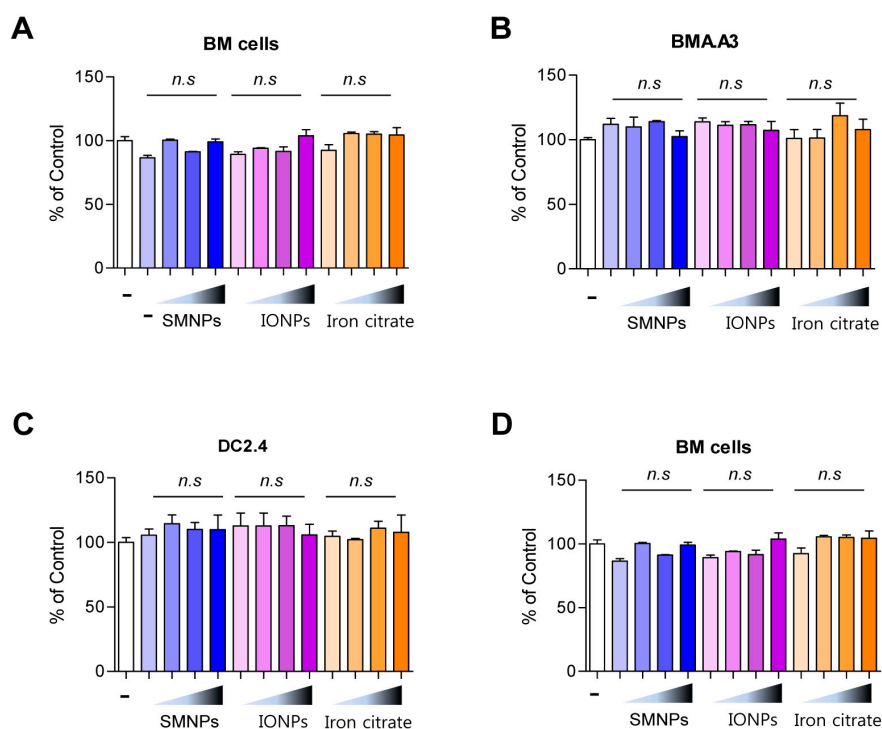 A
BM cells
% of Control
150
100
50
0
n.s
n.s
n.s
–
–
SMNPs
IONPs
Iron citrate
B
BMA.A3
% of Control
150
100
50
0
n.s
n.s
n.s
–
SMNPs
IONPs
Iron citrate
C
DC2.4
% of Control
150
100
50
0
n.s
n.s
n.s
–
SMNPs
IONPs
Iron citrate
D
BM cells
% of Control
150
100
50
0
n.s
n.s
n.s
–
SMNPs
IONPs
Iron citrate